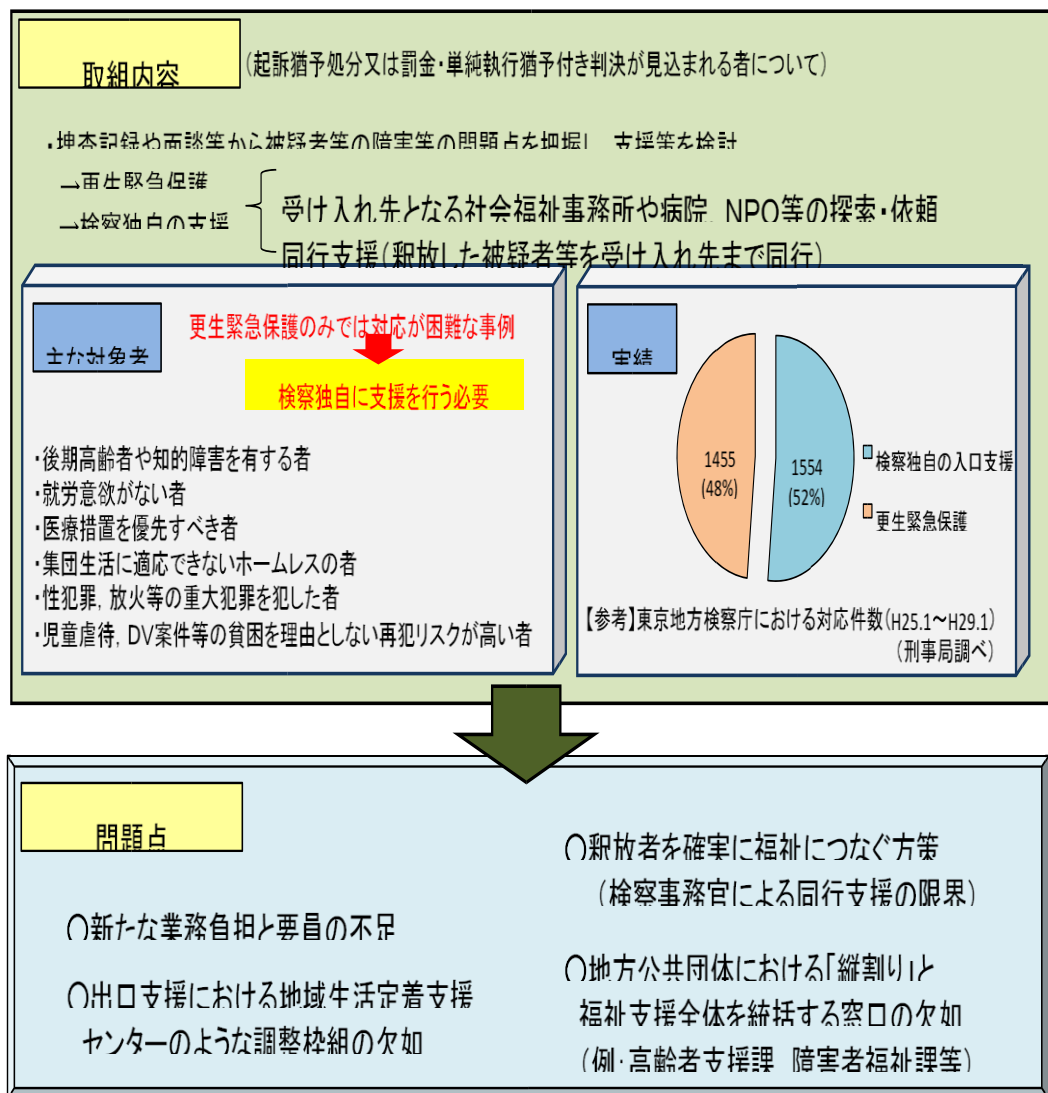 取組内容
(起訴猶予処分又は罰金・単純執行猶予付き判決が見込まれる者について)
・捜査記録や面談等から被疑者等の障害等の問題点を把握し,支援策を検討
→更生緊急保護
→検察独自の支援
受け入れ先となる社会福祉事務所や病院,NPO等の探索・依頼
同行支援(釈放した被疑者等を受け入れ先まで同行)
主な対象者
更生緊急保護のみでは対応が困難な事例
検察独自に支援を行う必要
・後期高齢者や知的障害を有する者
・就労意欲がない者
・医療措置を優先すべき者
・集団生活に適応できないホームレスの者
・性犯罪,放火等の重大犯罪を犯した者
・児童虐待,DV案件等の貧困を理由としない再犯リスクが高い者
実績
1455
(48%)
1554
(52%)
検察独自の入口支援
更生緊急保護
【参考】東京地方検察庁における対応件数(H25.1~H29.1)
(刑事局調べ)
問題点
○新たな業務負担と要員の不足
○出口支援における地域生活定着支援
センターのような調整枠組の欠如
○釈放者を確実に福祉につなぐ方策
(検察事務官による同行支援の限界)
○地方公共団体における「縦割り」と
福祉支援全体を統括する窓口の欠如
(例:高齢者支援課,障害者福祉課等)